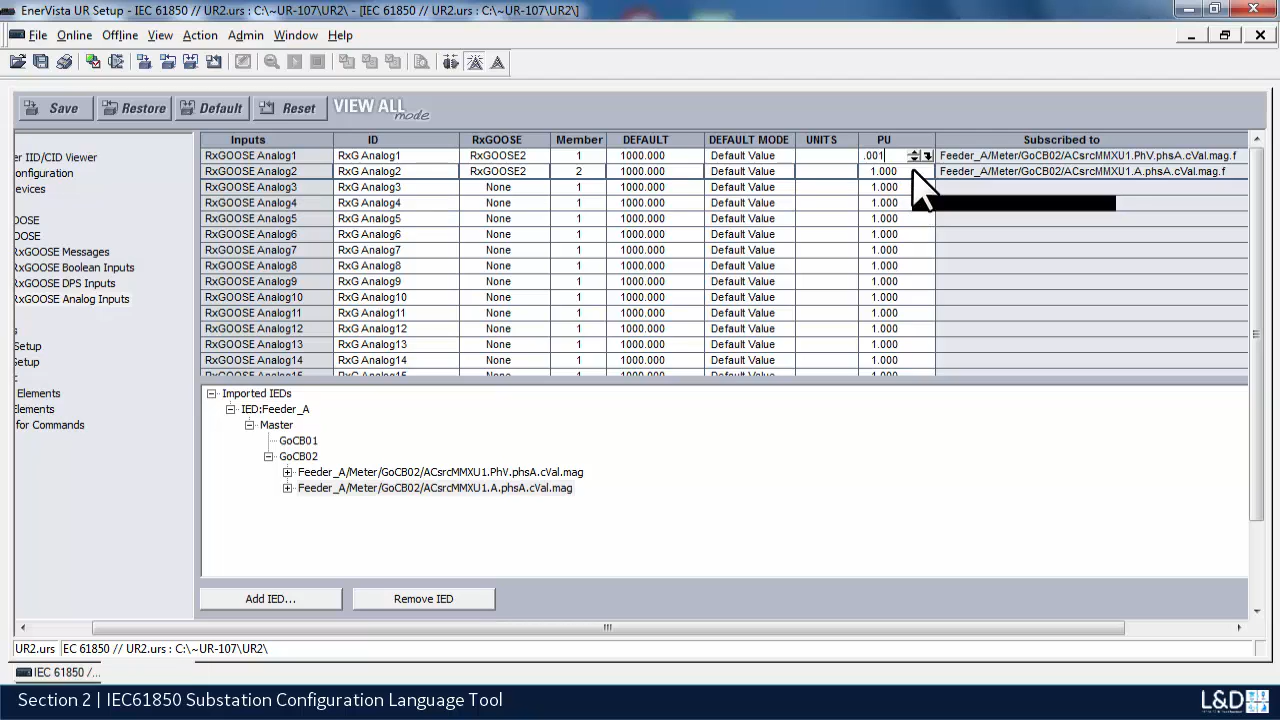 EnerVista UR Setup - IEC 61850 // UR2.urs : C:\~UR-107\UR2\ - [IEC 61850 // UR2.urs : C:\~UR-107\UR2\]
File Online Offline View Action Admin Window Help
Save Restore Default Reset VIEW ALL mode
Inputs ID RxGOOSE Member DEFAULT DEFAULT MODE UNITS PU Subscribed to
RxGOOSE Analog1 RxG Analog1 RxGOOSE2 1 1000.000 Default Value .001 Feeder_A/Meter/GoCB02/ACsrcMMXU1.PhV.phsA.cVal.mag.f
RxGOOSE Analog2 RxG Analog2 RxGOOSE2 2 1000.000 Default Value 1.000 Feeder_A/Meter/GoCB02/ACsrcMMXU1.A.phsA.cVal.mag.f
RxGOOSE Analog3 RxG Analog3 None 1 1000.000 Default Value 1.000
RxGOOSE Analog4 RxG Analog4 None 1 1000.000 Default Value 1.000
RxGOOSE Analog5 RxG Analog5 None 1 1000.000 Default Value 1.000
RxGOOSE Analog6 RxG Analog6 None 1 1000.000 Default Value 1.000
RxGOOSE Analog7 RxG Analog7 None 1 1000.000 Default Value 1.000
RxGOOSE Analog8 RxG Analog8 None 1 1000.000 Default Value 1.000
RxGOOSE Analog9 RxG Analog9 None 1 1000.000 Default Value 1.000
RxGOOSE Analog10 RxG Analog10 None 1 1000.000 Default Value 1.000
RxGOOSE Analog11 RxG Analog11 None 1 1000.000 Default Value 1.000
RxGOOSE Analog12 RxG Analog12 None 1 1000.000 Default Value 1.000
RxGOOSE Analog13 RxG Analog13 None 1 1000.000 Default Value 1.000
RxGOOSE Analog14 RxG Analog14 None 1 1000.000 Default Value 1.000
er IID/CID Viewer
onfiguration
evices
OSE
OOSE
RxGOOSE Messages
RxGOOSE Boolean Inputs
RxGOOSE DPS Inputs
RxGOOSE Analog Inputs
s
Setup
etup
Elements
lements
for Commands
Imported IEDs
IED:Feeder_A
Master
GoCB01
GoCB02
Feeder_A/Meter/GoCB02/ACsrcMMXU1.PhV.phsA.cVal.mag
Feeder_A/Meter/GoCB02/ACsrcMMXU1.A.phsA.cVal.mag
Add IED... Remove IED
UR2.urs EC 61850 // UR2.urs : C:\~UR-107\UR2\
IEC 61850 /...
Section 2 | IEC61850 Substation Configuration Language Tool
L&D